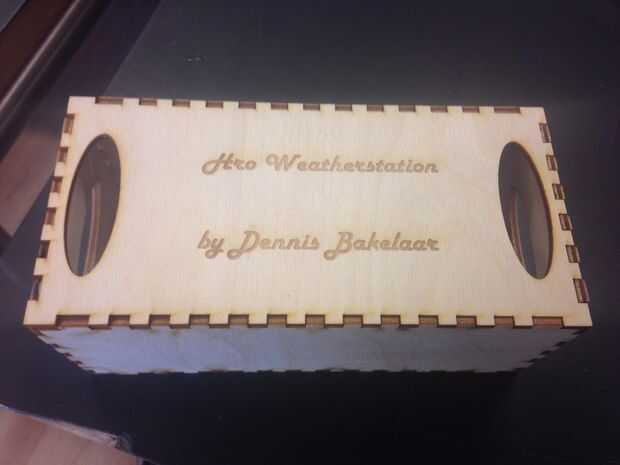 Hro Weatherstation
by Dennis Bakelaar